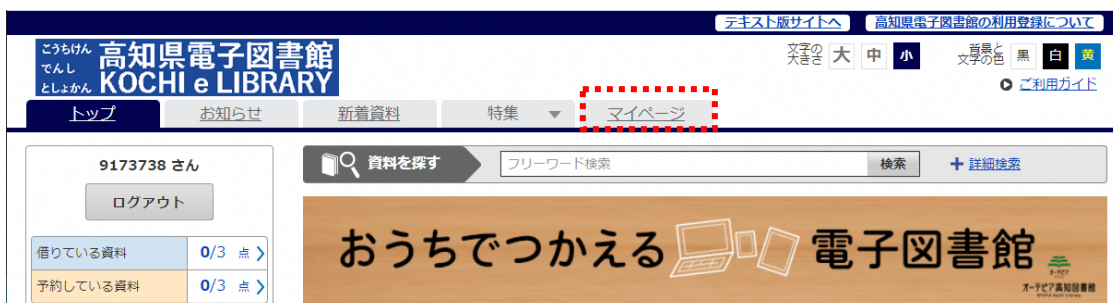 テキスト版サイトへ 高知県電子図書館の利用登録について
こうちけん でんし としょかん
高知県電子図書館
KOCHI e LIBRARY
文字の大きさ 大 中 小 背景と文字の色 黒 白 黄
ご利用ガイド
トップ お知らせ 新着資料 特集 ▼ マイページ
9173738 さん
資料を探す フリーワード検索 検索 + 詳細検索
ログアウト
借りている資料 0/3 点
予約している資料 0/3 点
おうちでつかえる 電子図書館
オーテピア
オーテピア高知図書館